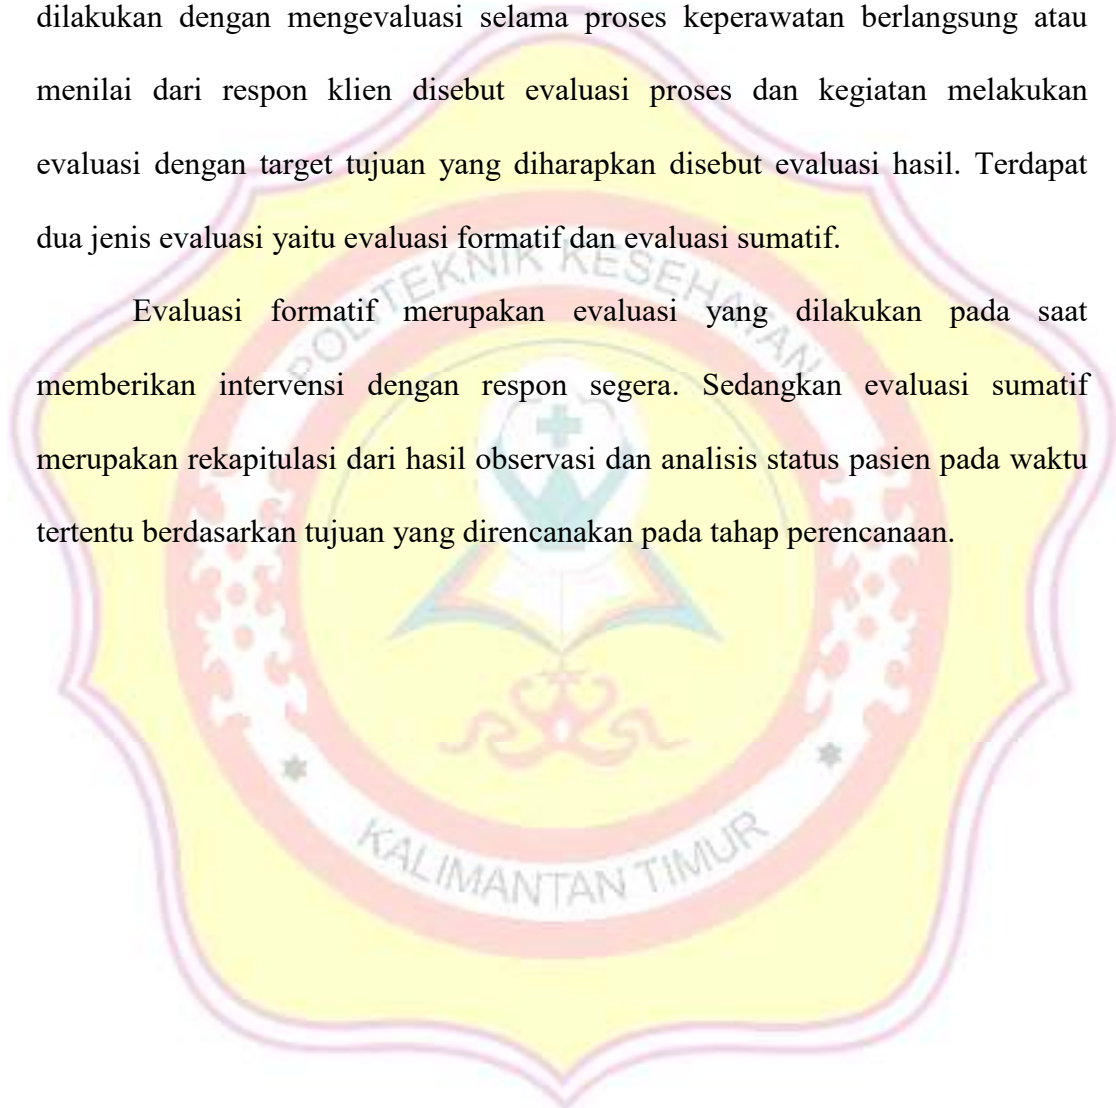 dilakukan dengan mengevaluasi selama proses keperawatan berlangsung atau
menilai dari respon klien disebut evaluasi proses dan kegiatan melakukan
evaluasi dengan target tujuan yang diharapkan disebut evaluasi hasil. Terdapat
dua jenis evaluasi yaitu evaluasi formatif dan evaluasi sumatif.
Evaluasi formatif merupakan evaluasi yang dilakukan pada saat
memberikan intervensi dengan respon segera. Sedangkan evaluasi sumatif
merupakan rekapitulasi dari hasil observasi dan analisis status pasien pada waktu
tertentu berdasarkan tujuan yang direncanakan pada tahap perencanaan.
POLITEKNIK KESEHATAN
KALIMANTAN TIMUR